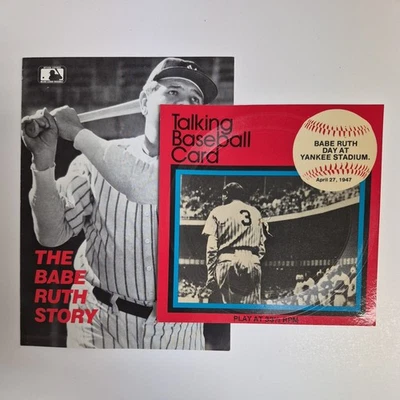 THE
BABE
RUTH
STORY
Talking
Baseball
Card
BABE RUTH
DAY AT
YANKEE STADIUM.
April 27, 1947
3
PLAY AT 33⅓ RPM